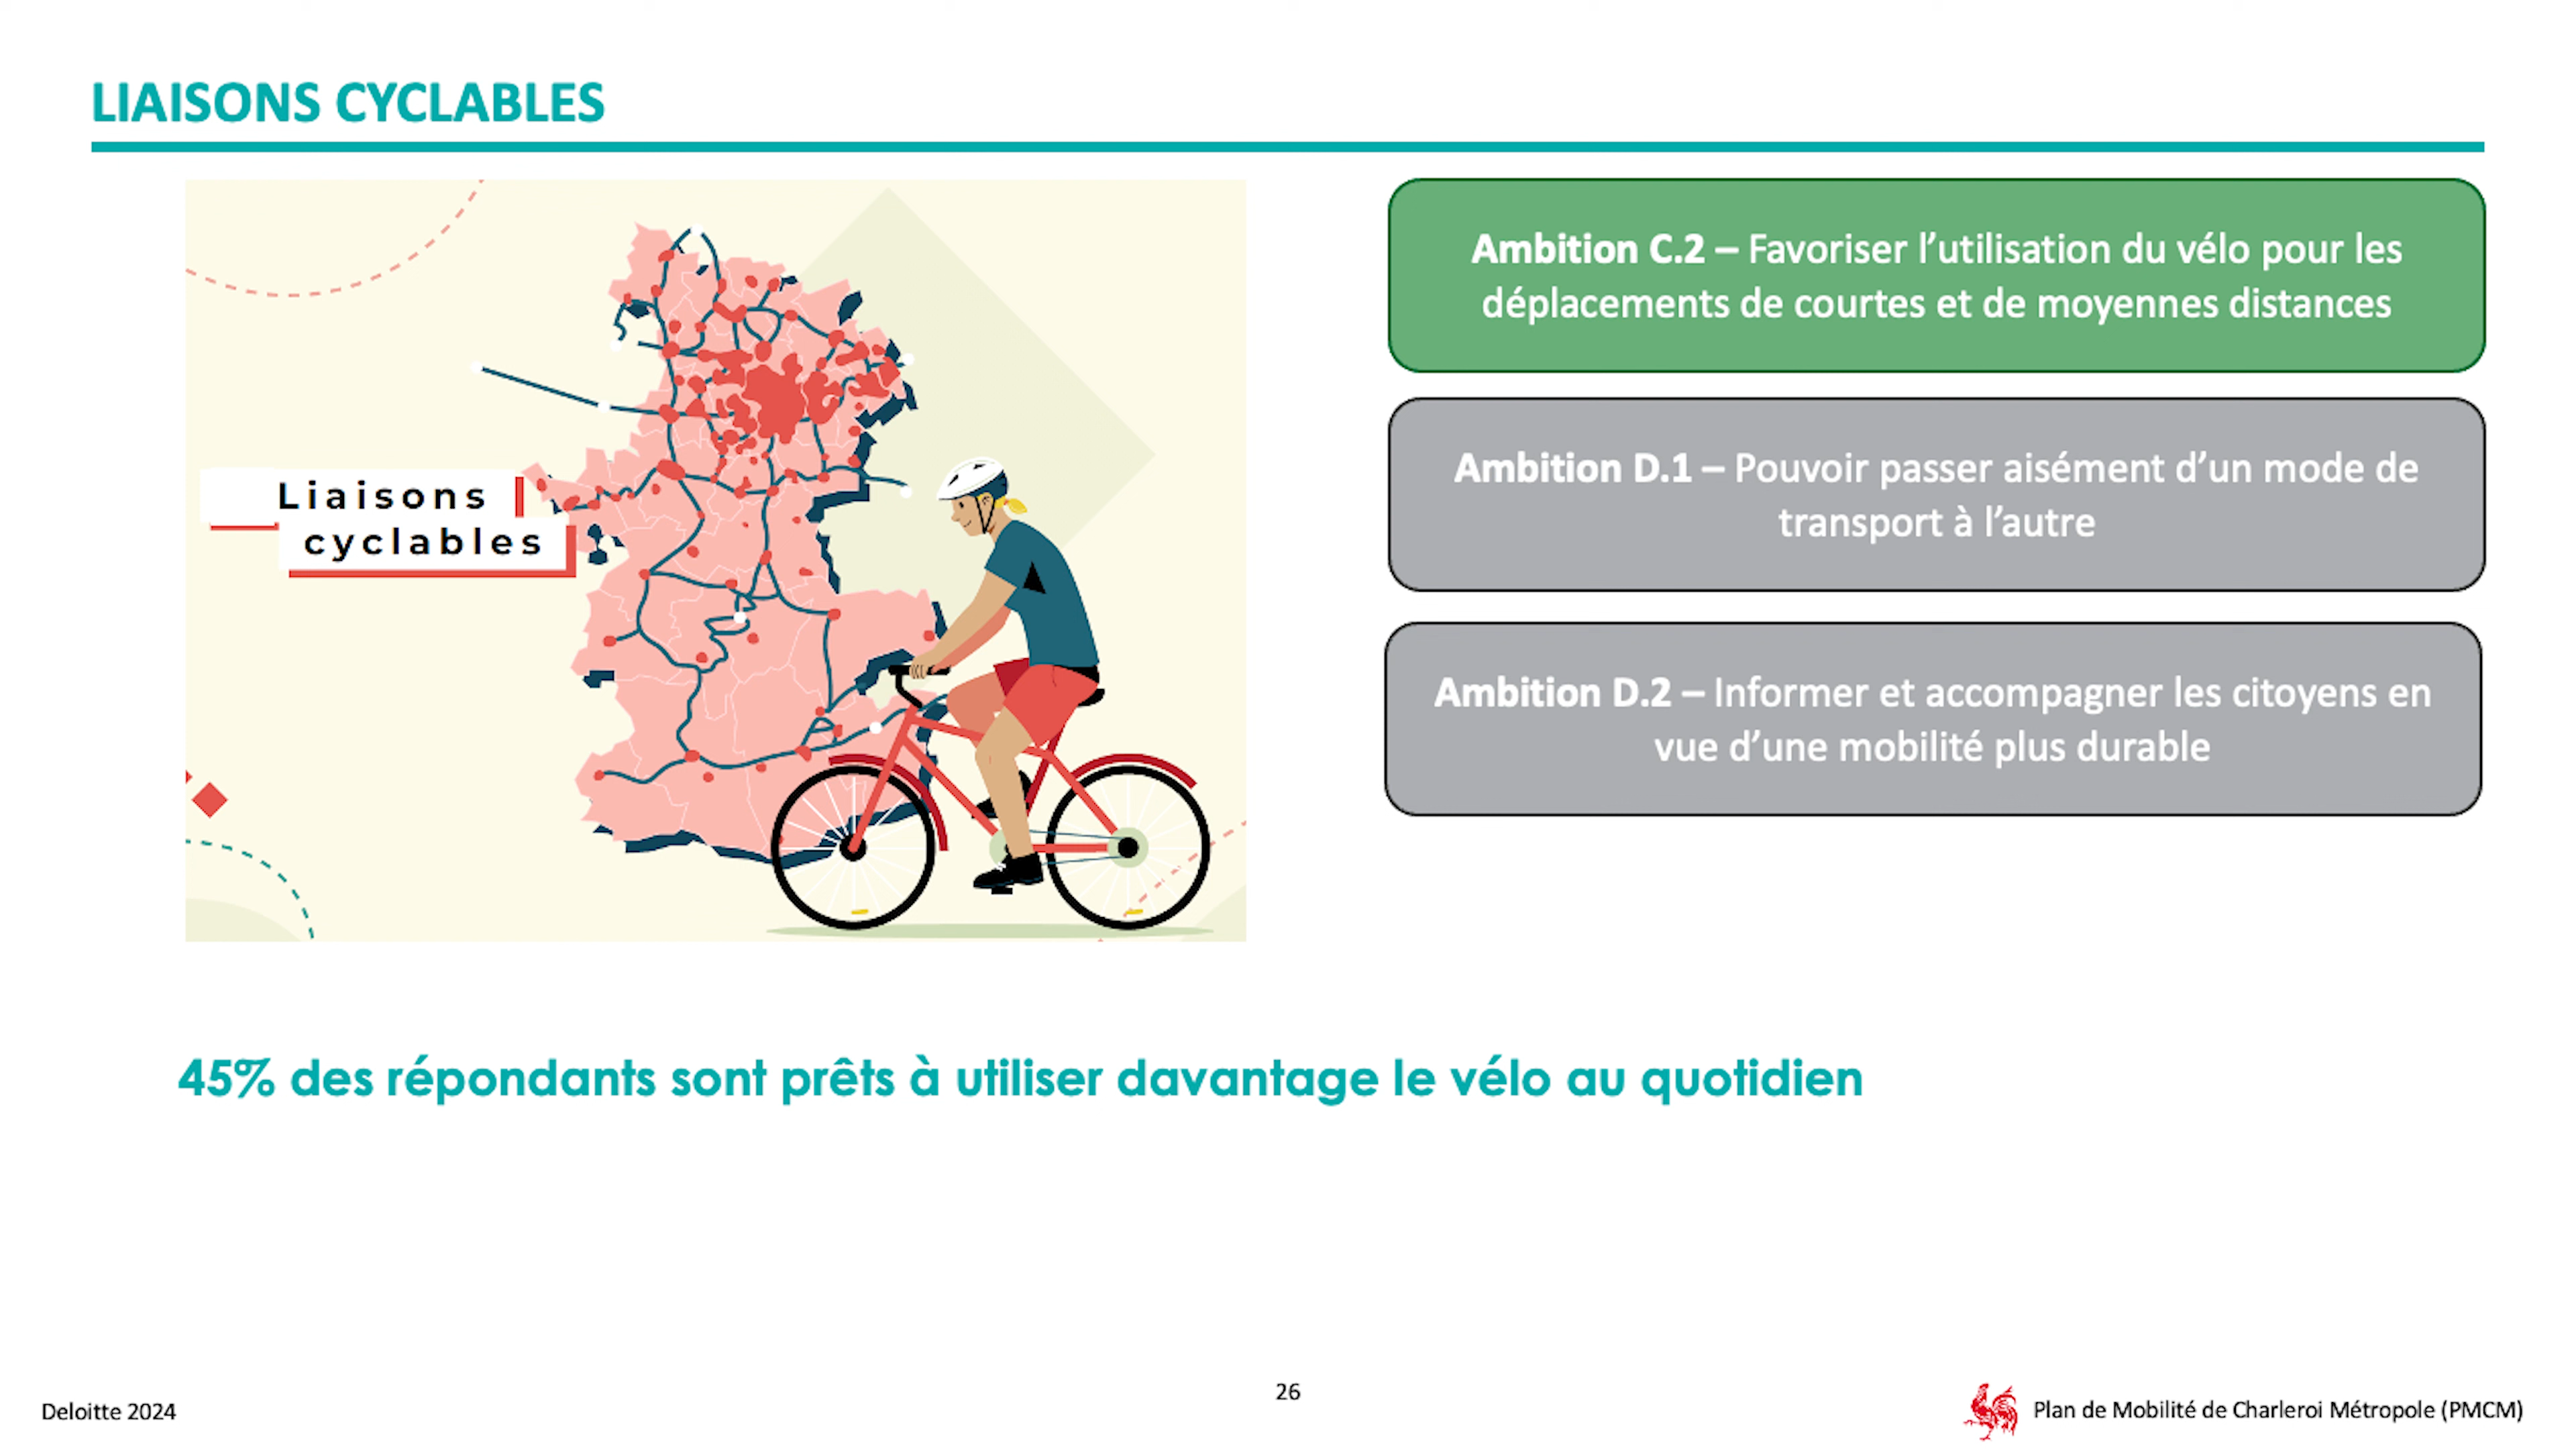 LIAISONS CYCLABLES
Liaisons
cyclables
Ambition C.2 – Favoriser l’utilisation du vélo pour les
déplacements de courtes et de moyennes distances
Ambition D.1 – Pouvoir passer aisément d’un mode de
transport à l’autre
Ambition D.2 – Informer et accompagner les citoyens en
vue d’une mobilité plus durable
45% des répondants sont prêts à utiliser davantage le vélo au quotidien
Deloitte 2024
26
Plan de Mobilité de Charleroi Métropole (PMCM)